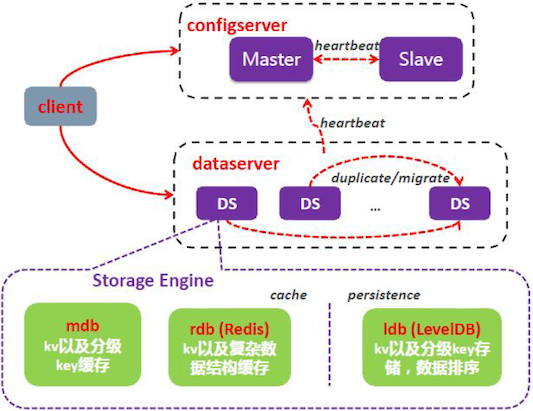 configserver
heartbeat
Master
Slave
client
heartbeat
dataserver
duplicate/migrate
DS
DS
...
DS
Storage Engine
cache
persistence
mdb
kv以及分级
key缓存
rdb (Redis)
kv以及复杂数
据结构缓存
ldb (LevelDB)
kv以及分级key存
储，数据排序